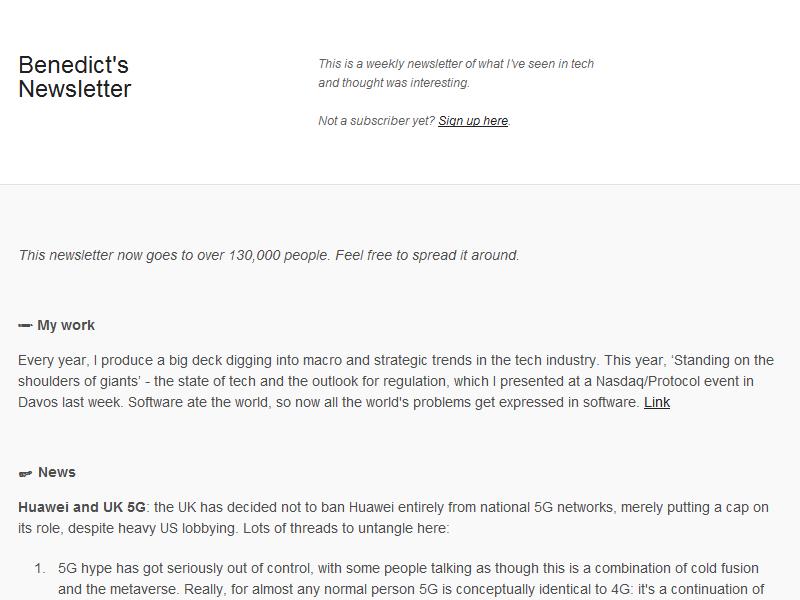 Benedict's
Newsletter
This is a weekly newsletter of what I've seen in tech
and thought was interesting.
Not a subscriber yet? Sign up here.
This newsletter now goes to over 130,000 people. Feel free to spread it around.
My work
Every year, I produce a big deck digging into macro and strategic trends in the tech industry. This year, ‘Standing on the
shoulders of giants’ - the state of tech and the outlook for regulation, which I presented at a Nasdaq/Protocol event in
Davos last week. Software ate the world, so now all the world's problems get expressed in software. Link
News
Huawei and UK 5G: the UK has decided not to ban Huawei entirely from national 5G networks, merely putting a cap on
its role, despite heavy US lobbying. Lots of threads to untangle here:
1. 5G hype has got seriously out of control, with some people talking as though this is a combination of cold fusion
and the metaverse. Really, for almost any normal person 5G is conceptually identical to 4G: it's a continuation of